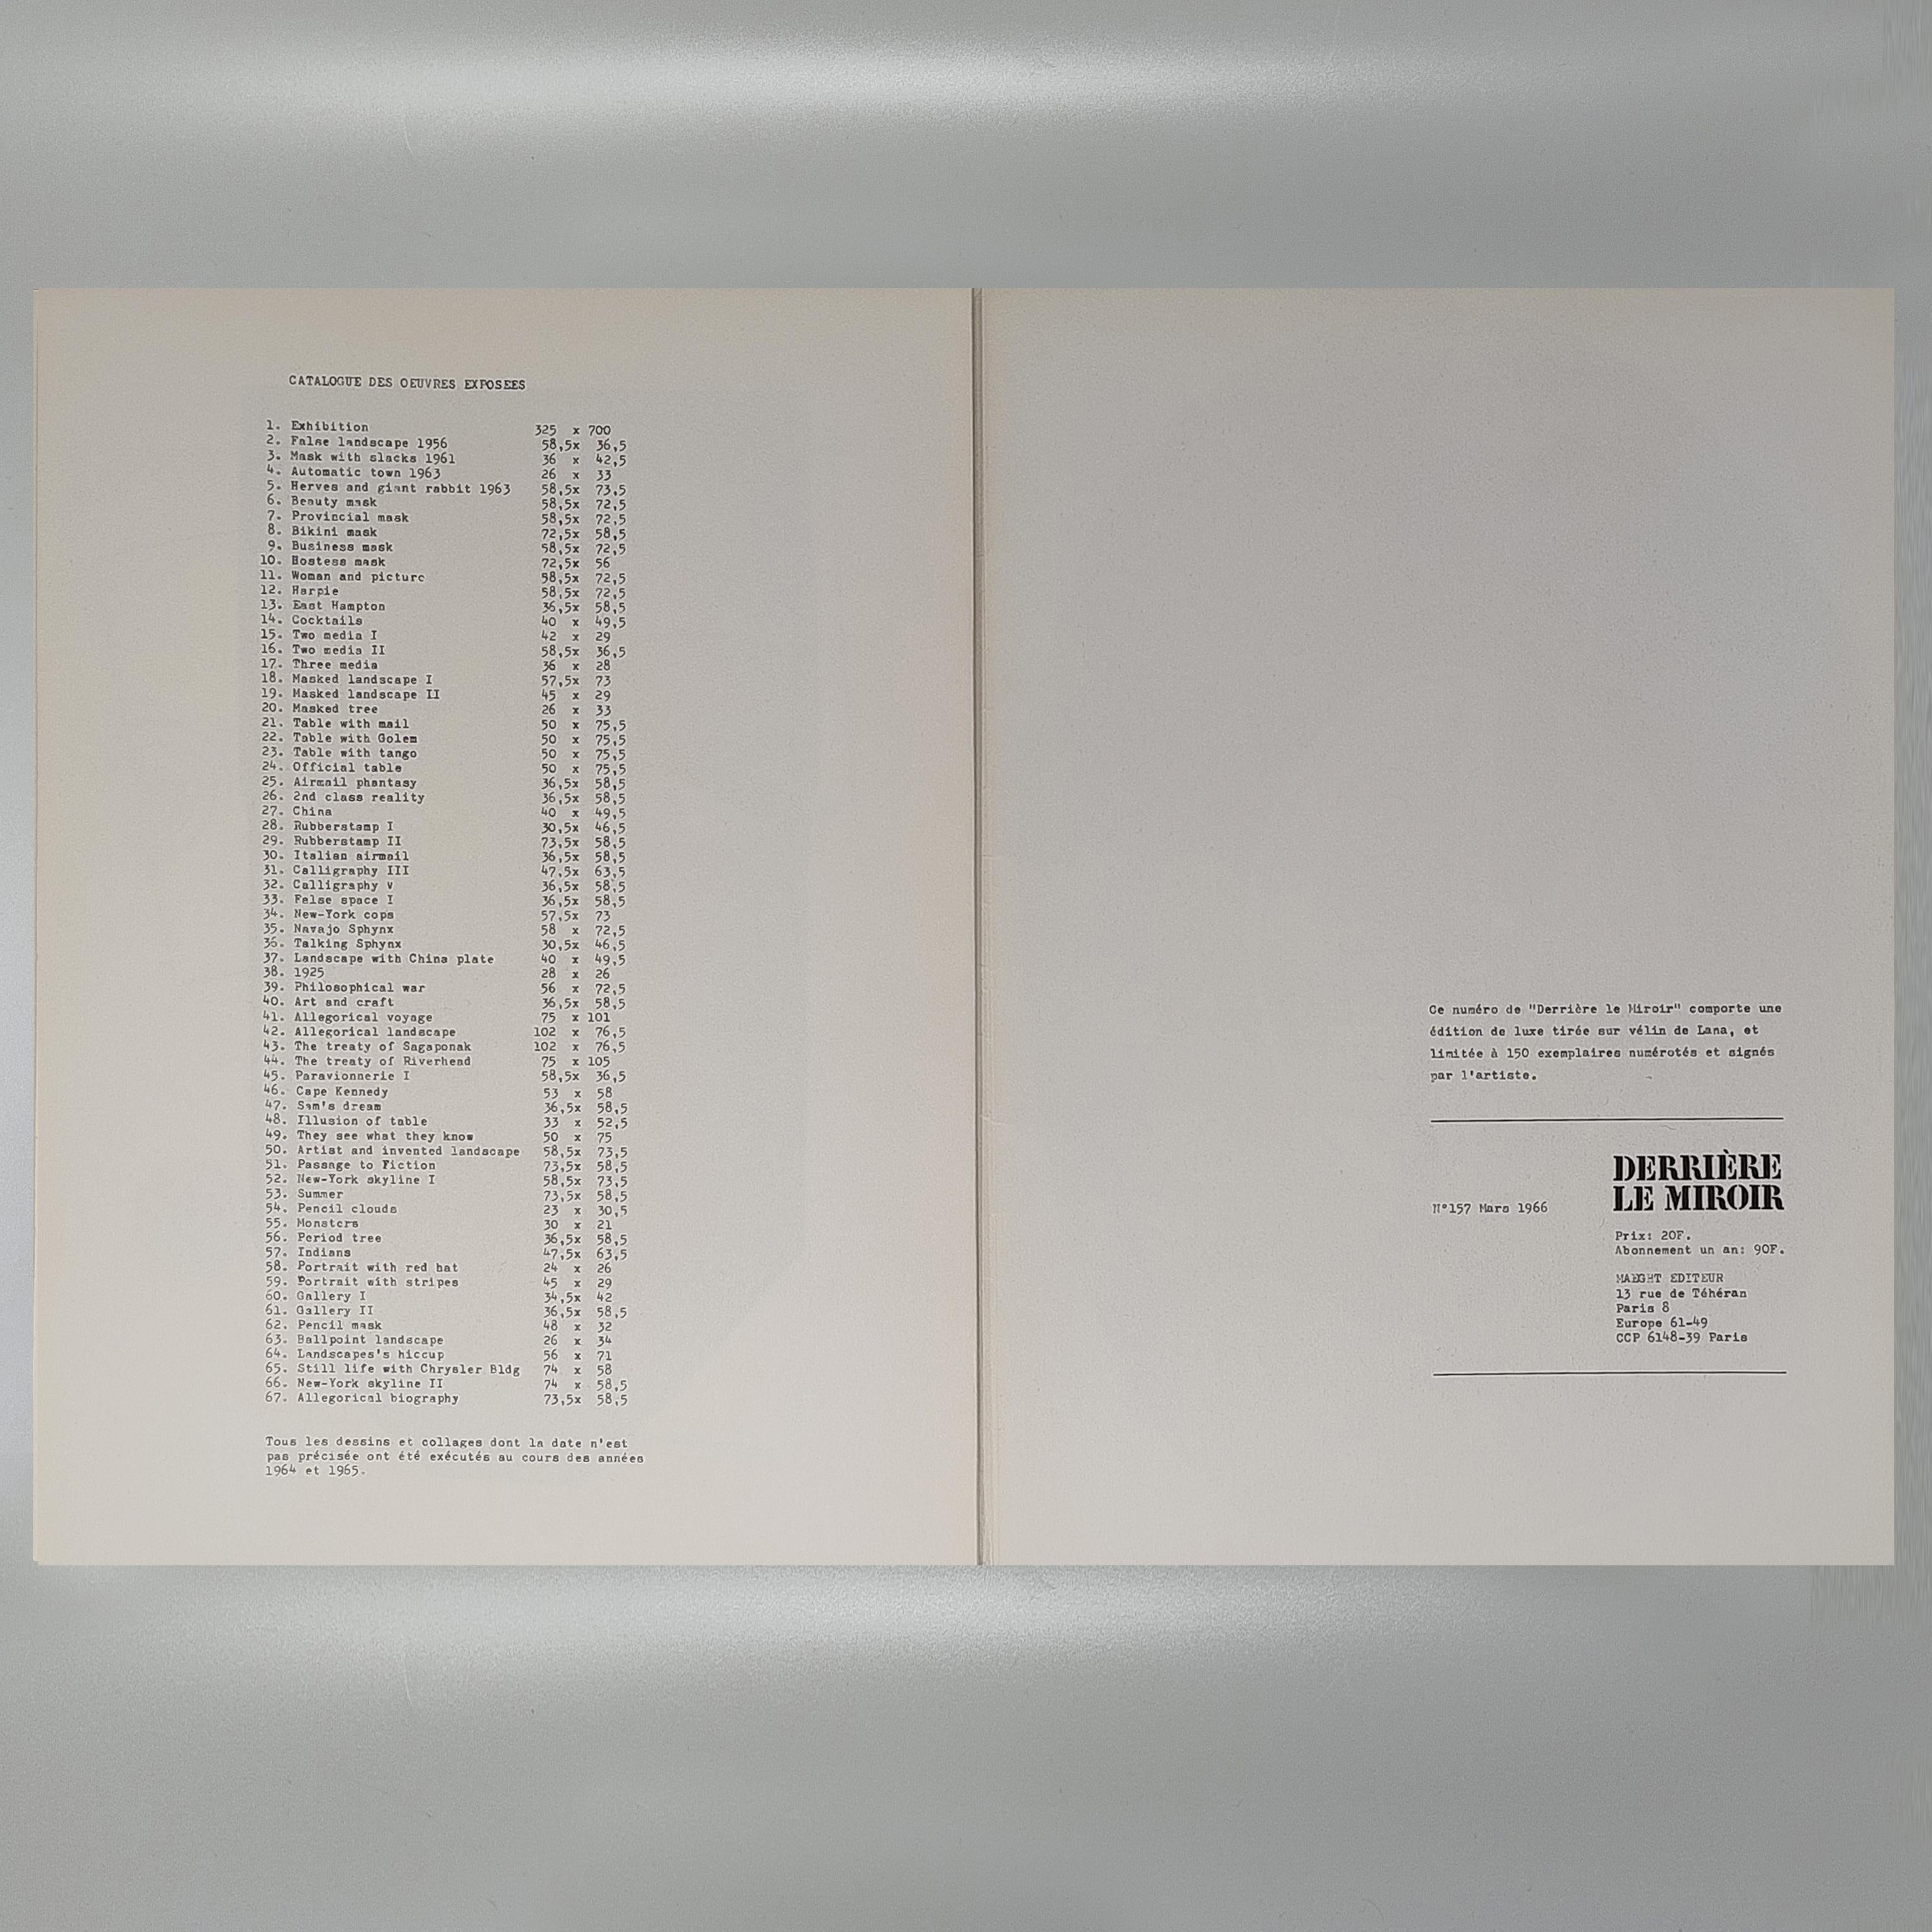 CATALOGUE DES OEUVRES EXPOSEES
1. Exhibition 325 x 700
2. False landscape 1956 58,5x 36,5
3. Mask with slacks 1961 36 x 42,5
4. Automatic town 1963 26 x 33
5. Herves and giant rabbit 1963 58,5x 73,5
6. Beauty mask 58,5x 72,5
7. Provincial mask 58,5x 72,5
8. Bikini mask 72,5x 58,5
9. Business mask 58,5x 72,5
10. Hostess mask 72,5x 56
11. Woman and picture 58,5x 72,5
12. Harpie 58,5x 72,5
13. East Hampton 36,5x 58,5
14. Cocktails 40 x 49,5
15. Two media I 42 x 29
16. Two media II 58,5x 36,5
17. Three media 36 x 28
18. Masked landscape I 57,5x 73
19. Masked landscape II 45 x 29
20. Masked tree 26 x 33
21. Table with mail 50 x 75,5
22. Table with Golem 50 x 75,5
23. Table with tango 50 x 75,5
24. Official table 50 x 75,5
25. Airmail phantasy 36,5x 58,5
26. 2nd class reality 36,5x 58,5
27. China 40 x 49,5
28. Rubberstamp I 30,5x 46,5
29. Rubberstamp II 73,5x 58,5
30. Italian airmail 36,5x 58,5
31. Calligraphy III 47,5x 63,5
32. Calligraphy V 36,5x 58,5
33. False space I 36,5x 58,5
34. New-York cops 57,5x 73
35. Navajo Sphynx 58 x 72,5
36. Talking Sphynx 30,5x 46,5
37. Landscape with China plate 40 x 49,5
38. 1925 28 x 26
39. Philosophical war 56 x 72,5
40. Art and craft 36,5x 58,5
41. Allegorical voyage 75 x 101
42. Allegorical landscape 102 x 76,5
43. The treaty of Sagaponak 102 x 76,5
44. The treaty of Riverhead 75 x 105
45. Paravionnerie I 58,5x 36,5
46. Cape Kennedy 53 x 58
47. Sam's dream 36,5x 58,5
48. Illusion of table 33 x 52,5
49. They see what they know 50 x 75
50. Artist and invented landscape 58,5x 73,5
51. Passage to Fiction 73,5x 58,5
52. New-York skyline I 58,5x 73,5
53. Summer 73,5x 58,5
54. Pencil clouds 23 x 30,5
55. Monsters 30 x 21
56. Period tree 36,5x 58,5
57. Indians 47,5x 63,5
58. Portrait with red hat 24 x 26
59. Portrait with stripes 45 x 29
60. Gallery I 34,5x 42
61. Gallery II 36,5x 58,5
62. Pencil mask 48 x 32
63. Ballpoint landscape 26 x 34
64. Landscapes's hiccup 56 x 71
65. Still life with Chrysler Bldg 74 x 58
66. New-York skyline II 74 x 58,5
67. Allegorical biography 73,5x 58,5
Tous les dessins et collages dont la date n'est
pas précisée ont été exécutés au cours des années
1964 et 1965.
Ce numéro de "Derrière le Miroir" comporte une
édition de luxe tirée sur vélin de Lana, et
limitée à 150 exemplaires numérotés et signés
par l'artiste.
DERRIÈRE
LE MIROIR
N°157 Mars 1966
Prix: 20F.
Abonnement un an: 90F.
MAEGHT EDITEUR
13 rue de Téhéran
Paris 8
Europe 61-49
CCP 6148-39 Paris